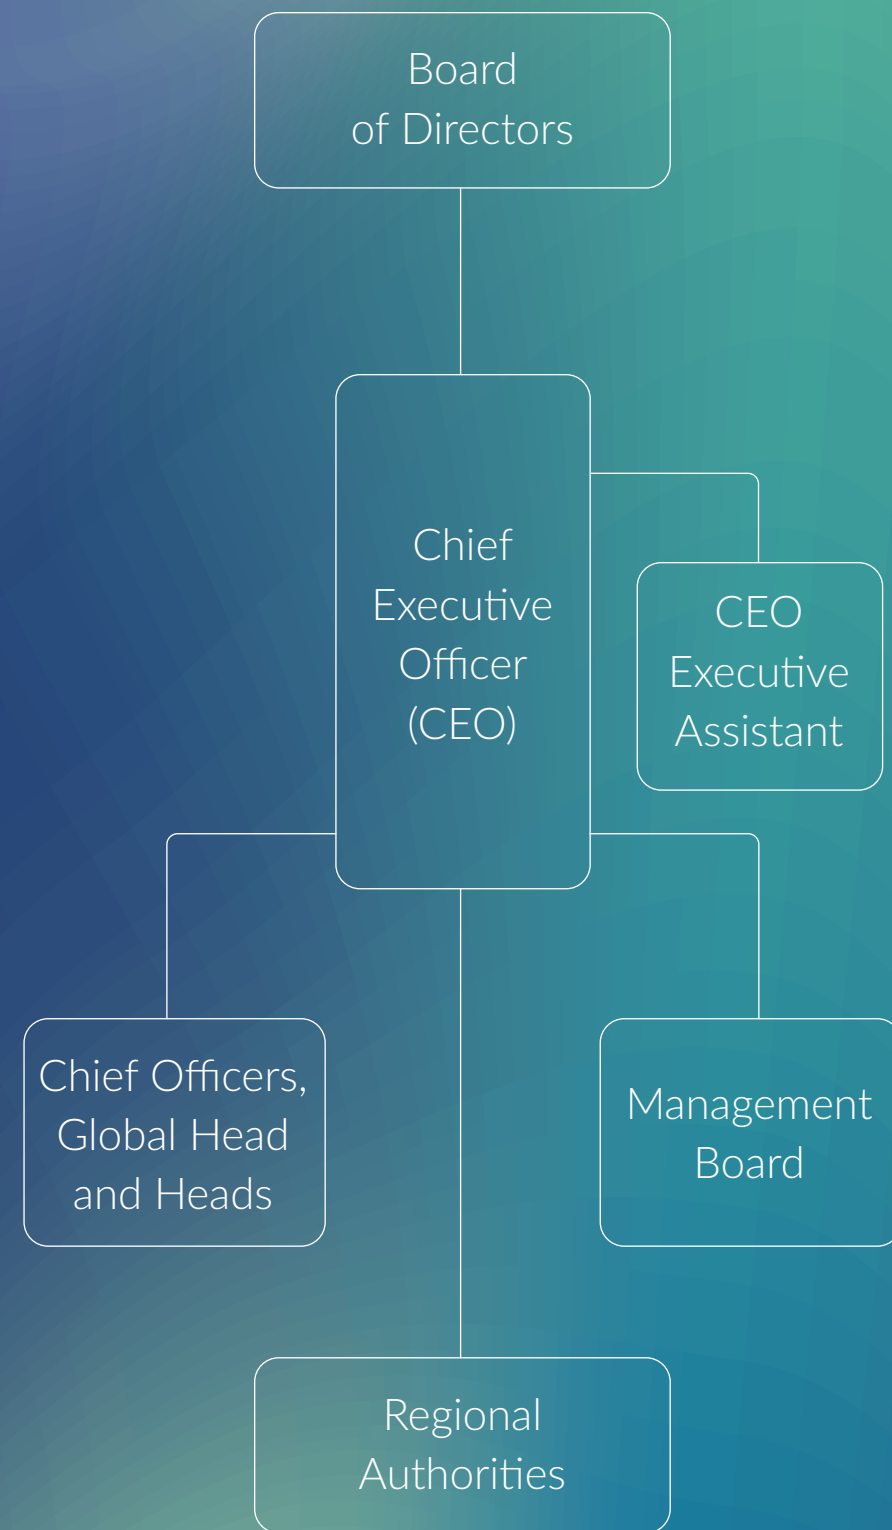 Board
of Directors
Chief
Executive
Officer
(CEO)
CEO
Executive
Assistant
Chief Officers,
Global Head
and Heads
Management
Board
Regional
Authorities